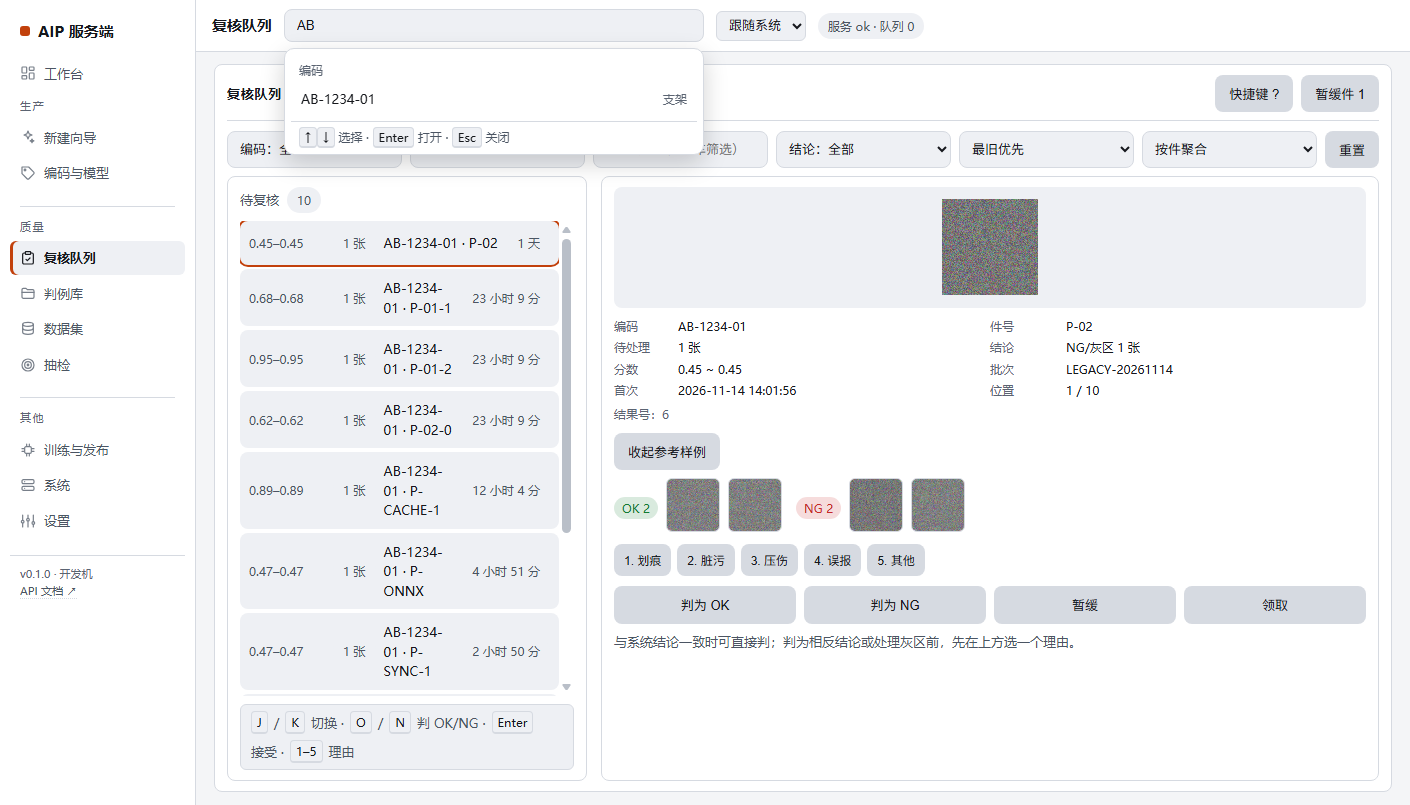 AIP 服务端
工作台
生产
新建向导
编码与模型
质量
复核队列
判例库
数据集
抽检
其他
训练与发布
系统
设置
v0.1.0 · 开发机
API 文档 ↗
复核队列 AB 跟随系统 服务 ok · 队列 0
编码
AB-1234-01 支架
↑ ↓ 选择 · Enter 打开 · Esc 关闭
复核队列 快捷键 ? 暂缓件 1
编码：全 筛选） 结论：全部 最旧优先 按件聚合 重置
待复核 10
0.45–0.45 1 张 AB-1234-01 · P-02 1 天
0.68–0.68 1 张 AB-1234-
01 · P-01-1 23 小时 9 分
0.95–0.95 1 张 AB-1234-
01 · P-01-2 23 小时 9 分
0.62–0.62 1 张 AB-1234-
01 · P-02-0 23 小时 9 分
0.89–0.89 1 张 AB-1234-
01 · P-
CACHE-1 12 小时 4 分
0.47–0.47 1 张 AB-1234-
01 · P-
ONNX 4 小时 51 分
0.47–0.47 1 张 AB-1234-
01 · P-
SYNC-1 2 小时 50 分
J / K 切换 · O / N 判 OK/NG · Enter
接受 · 1–5 理由
编码 AB-1234-01 件号 P-02
待处理 1 张 结论 NG/灰区 1 张
分数 0.45 ~ 0.45 批次 LEGACY-20261114
首次 2026-11-14 14:01:56 位置 1 / 10
结果号：6
收起参考样例
OK 2 NG 2
1. 划痕 2. 脏污 3. 压伤 4. 误报 5. 其他
判为 OK 判为 NG 暂缓 领取
与系统结论一致时可直接判；判为相反结论或处理灰区前，先在上方选一个理由。